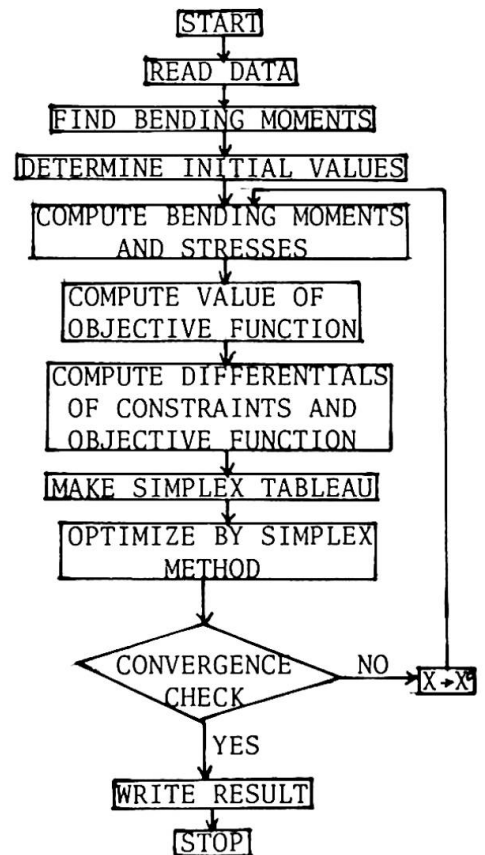 START
READ DATA
FIND BENDING MOMENTS
DETERMINE INITIAL VALUES
COMPUTE BENDING MOMENTS
AND STRESSES
COMPUTE VALUE OF
OBJECTIVE FUNCTION
COMPUTE DIFFERENTIALS
OF CONSTRAINTS AND
OBJECTIVE FUNCTION
MAKE SIMPLEX TABLEAU
OPTIMIZE BY SIMPLEX
METHOD
CONVERGENCE
CHECK
NO
X→X⁰
YES
WRITE RESULT
STOP